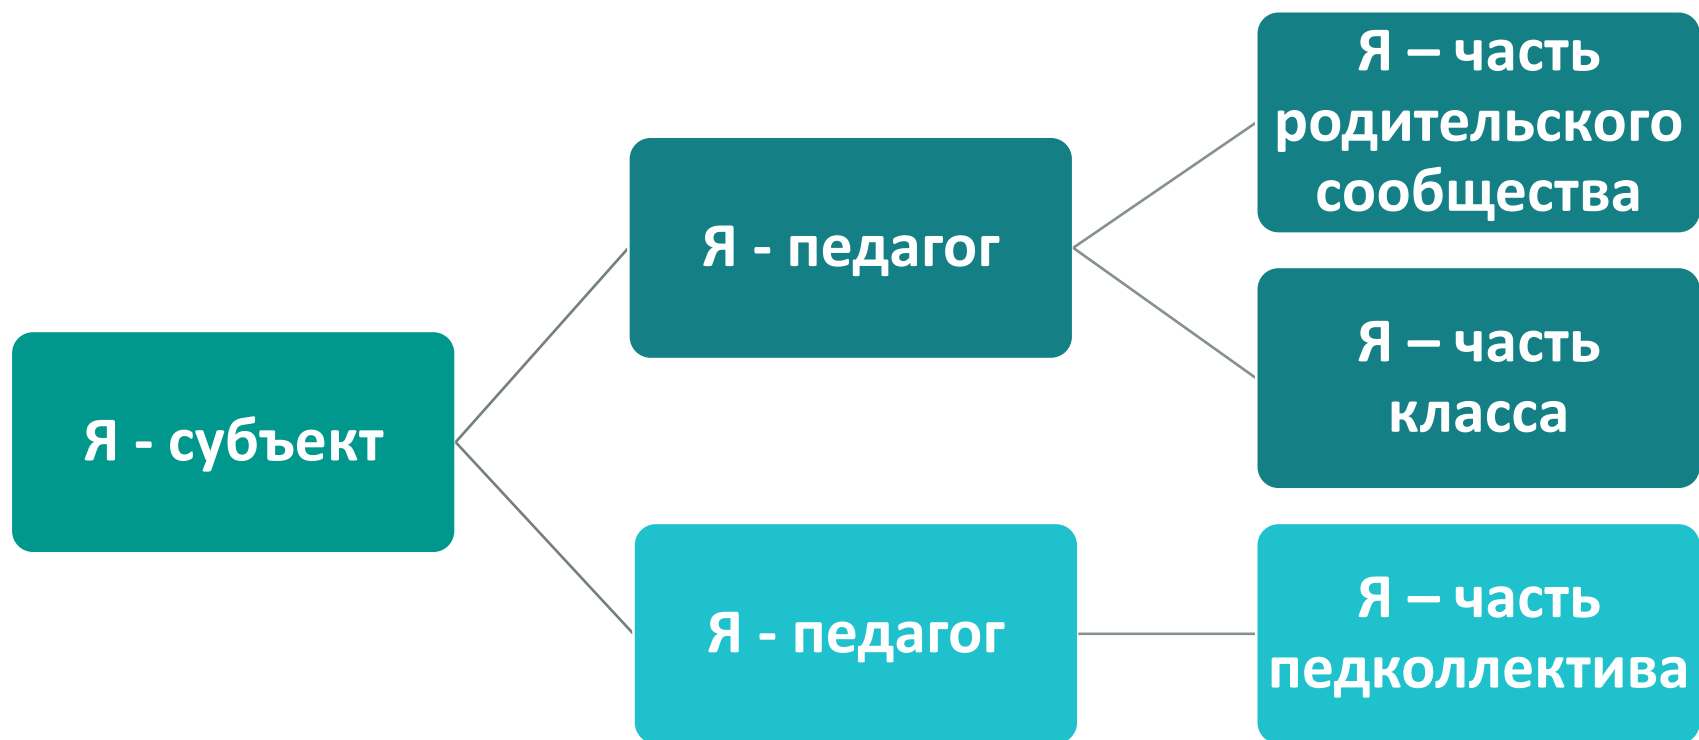 Я - субъект
Я - педагог
Я – часть
родительского
сообщества
Я – часть
класса
Я - педагог
Я – часть
педколлектива